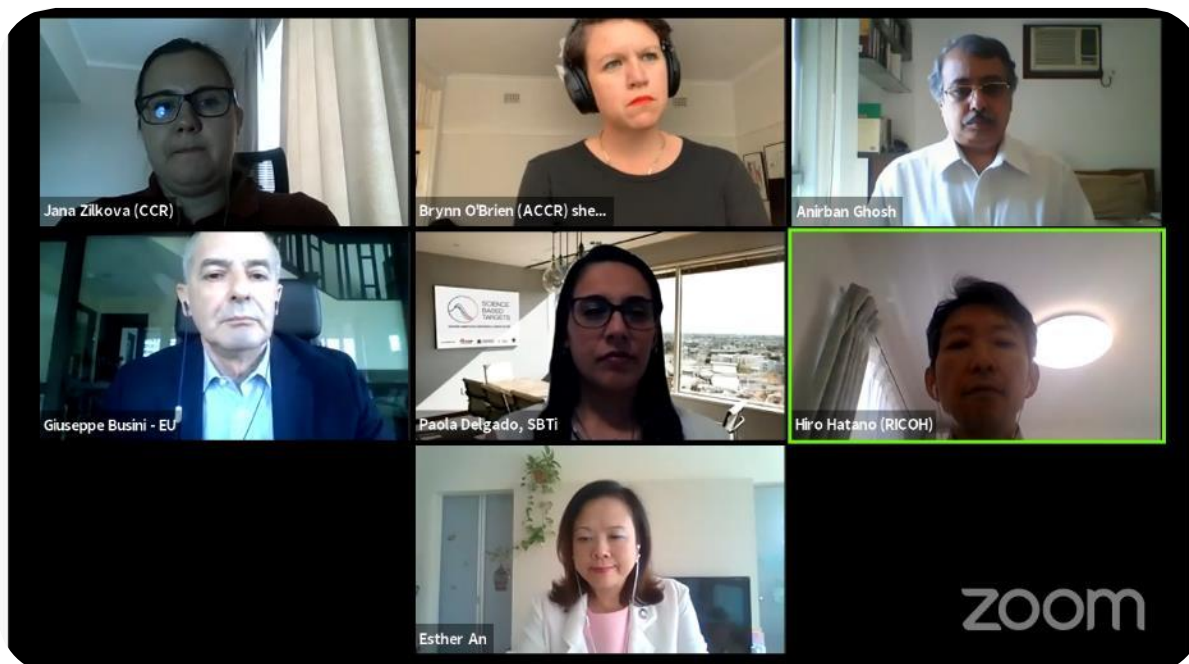 Jana Zilkova (CCR)
Brynn O'Brien (ACCR) she...
Anirban Ghosh
Giuseppe Busini - EU
SCIENCE
BASED
TARGETS
Paola Delgado, SBTi
Hiro Hatano (RICOH)
Esther An
zoom